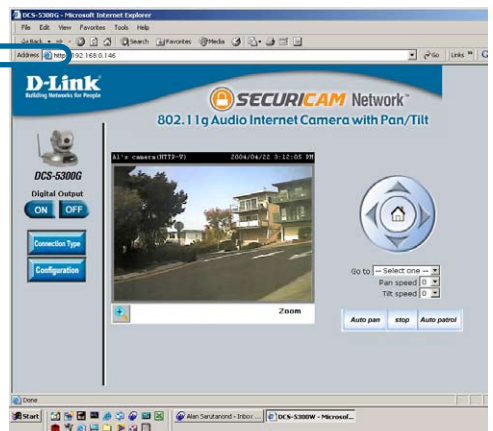 DCS-5300G - Microsoft Internet Explorer
File Edit View Favorites Tools Help
Back Search Favorites Media
Address http 192.168.0.146 Go Links
D-Link
Building Networks for People
SECURICAM Network™
802.11g Audio Internet Camera with Pan/Tilt
DCS-5300G
Digital Output
ON OFF
Connection Type
Configuration
Al's camera(HTTP-V) 2004/04/22 3:12:05 PM
Zoom
Go to -- Select one --
Pan speed 0
Tilt speed 0
Auto pan stop Auto patrol
Done
Start Alan Sarutanond - Inbox ... DCS-5300W - Microsof...